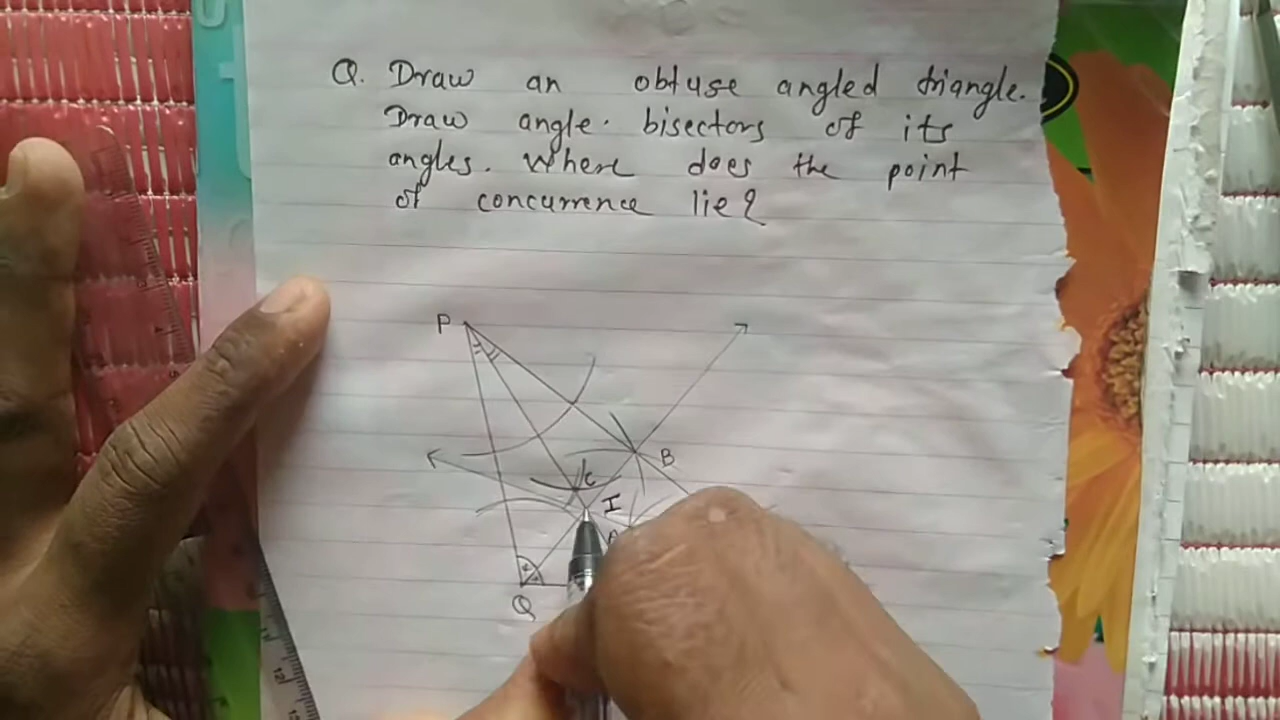 Q. Draw an obtuse angled triangle.
Draw angle bisectors of its
angles. Where does the point
of concurrence lie?
P
B
C
I
A
Q